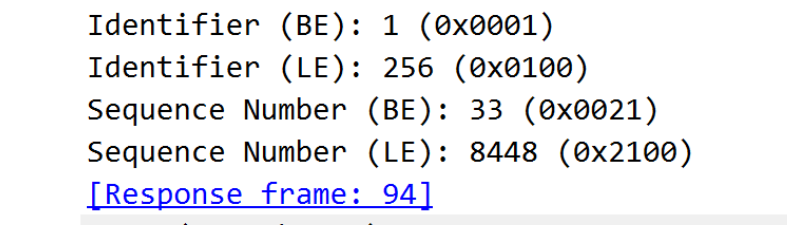 Identifier (BE): 1 (0x0001)
Identifier (LE): 256 (0x0100)
Sequence Number (BE): 33 (0x0021)
Sequence Number (LE): 8448 (0x2100)
[Response frame: 94]